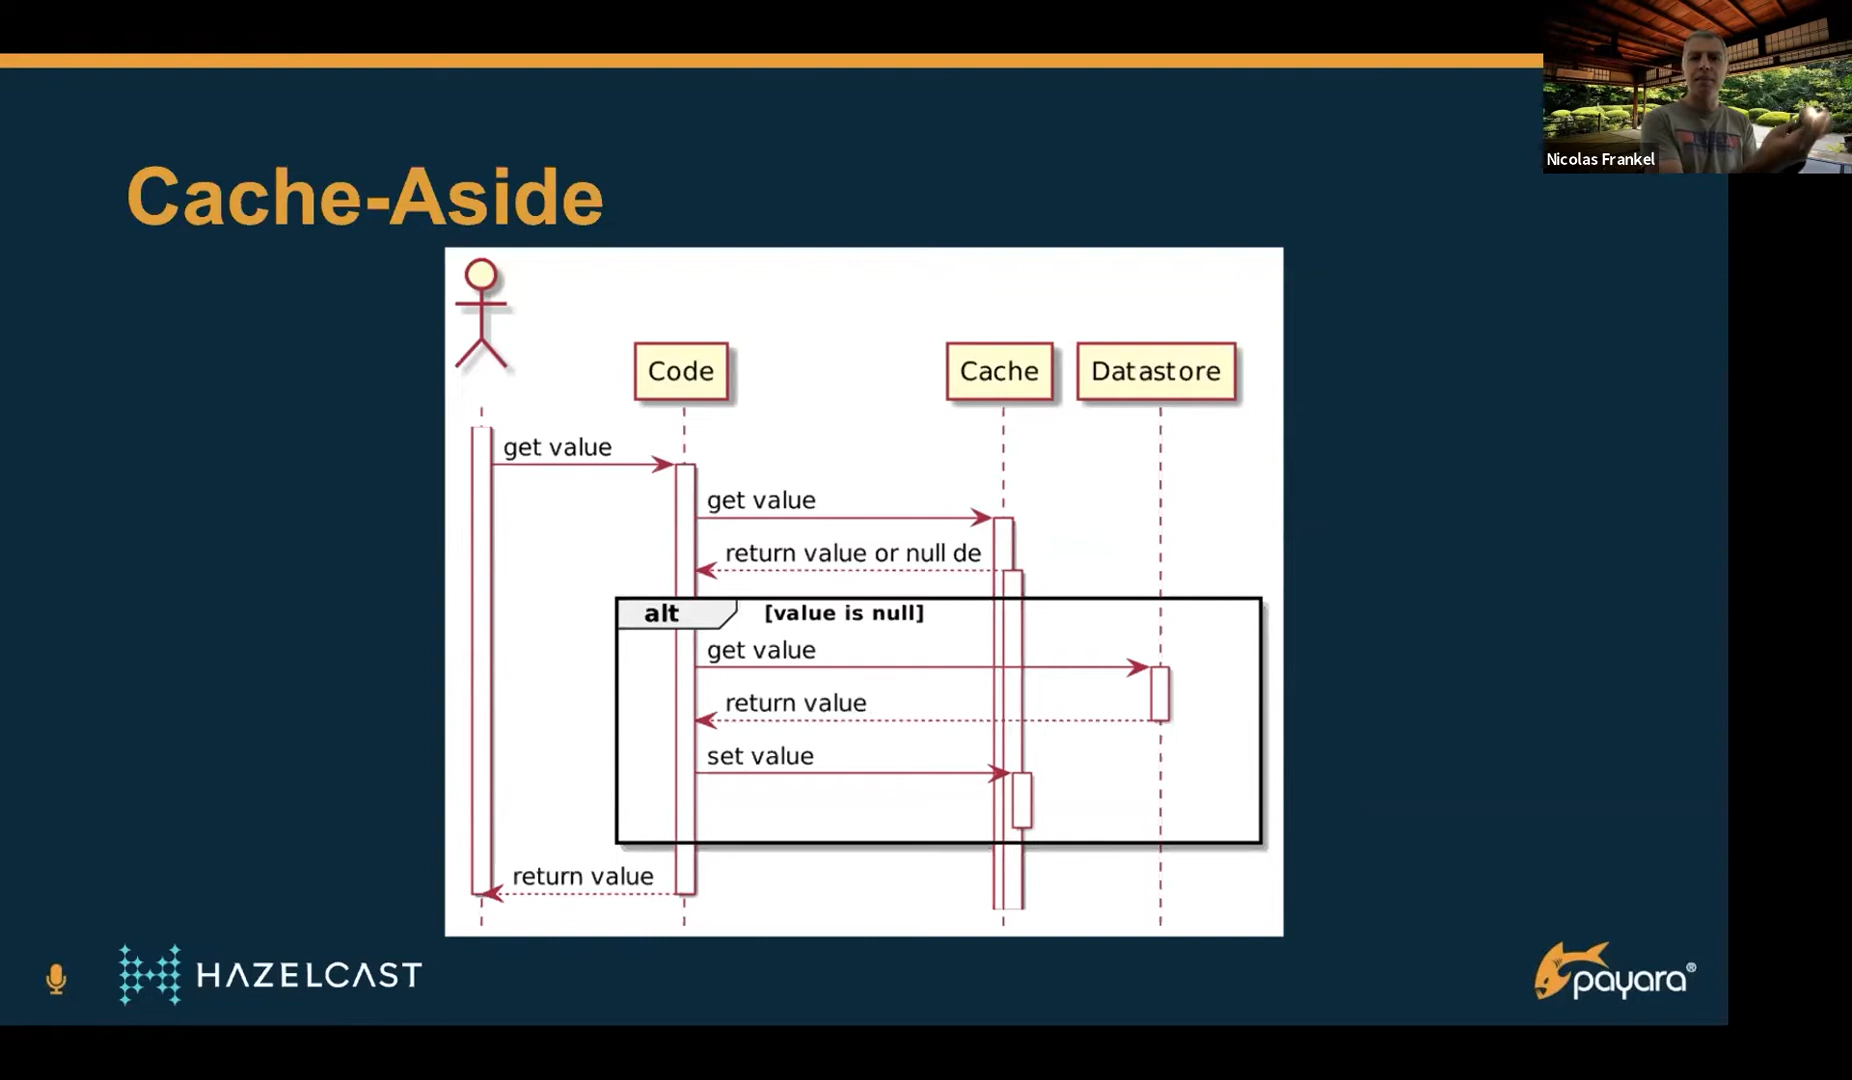 Nicolas Frankel
Cache-Aside
Code
Cache
Datastore
get value
get value
return value or null de
alt
[value is null]
get value
return value
set value
return value
HAZELCAST
payara®